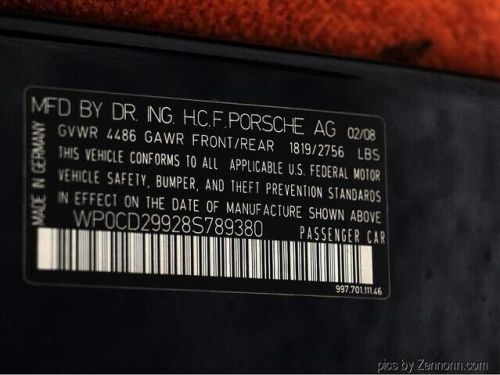 MFD BY DR. ING. H.C.F. PORSCHE AG 02/08
GVWR 4486 GAWR FRONT/REAR 1819/2756 LBS
THIS VEHICLE CONFORMS TO ALL APPLICABLE U.S. FEDERAL MOTOR
VEHICLE SAFETY, BUMPER, AND THEFT PREVENTION STANDARDS
IN EFFECT ON THE DATE OF MANUFACTURE SHOWN ABOVE
WP0CD29928S789380 PASSENGER CAR
MADE IN GERMANY
997.701.111.46
pics by Zennonn.com